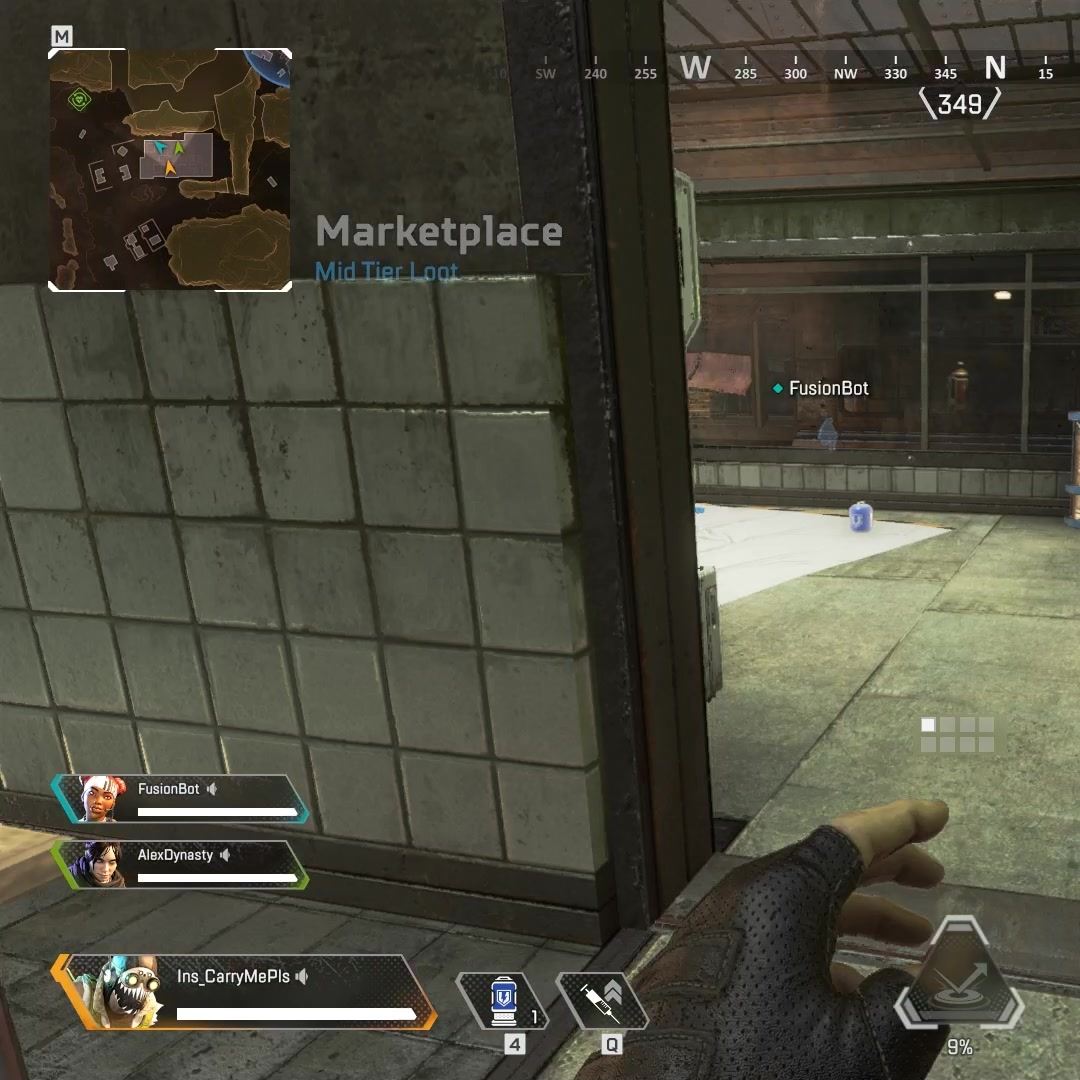 M
SW 240 255 W 285 300 NW 330 345 N 15
349
Marketplace
Mid Tier Loot
FusionBot
FusionBot
AlexDynasty
Ins_CarryMePls
1
4
Q
9%